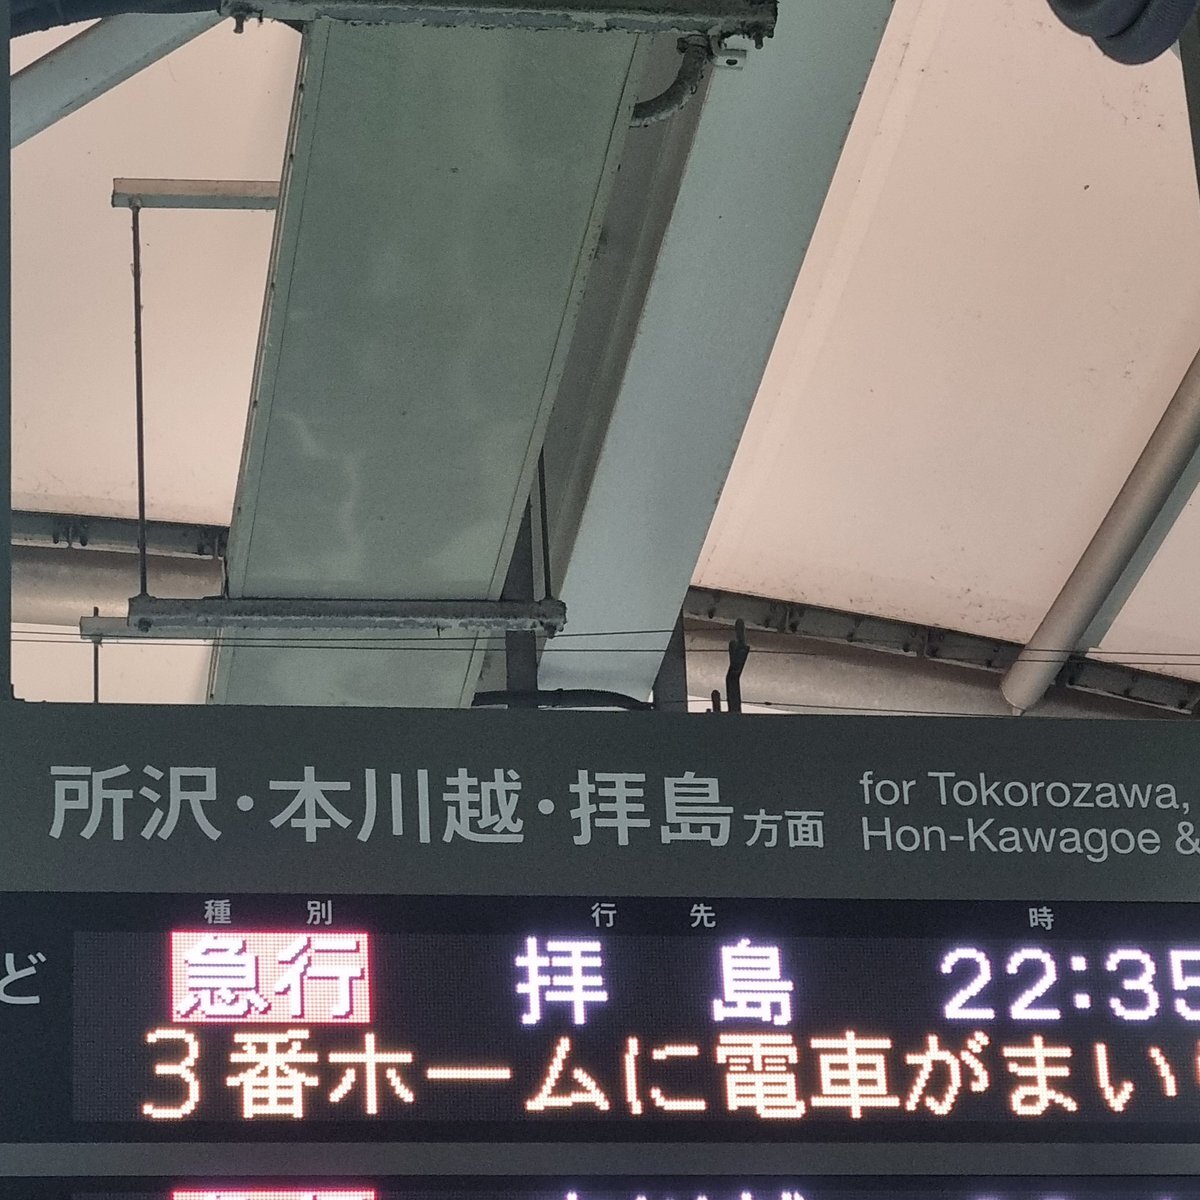 所沢・本川越・拝島方面 for Tokorozawa,
Hon-Kawagoe &
種別 行先 時
ど 急行 拝島 22:35
3番ホームに電車がまい